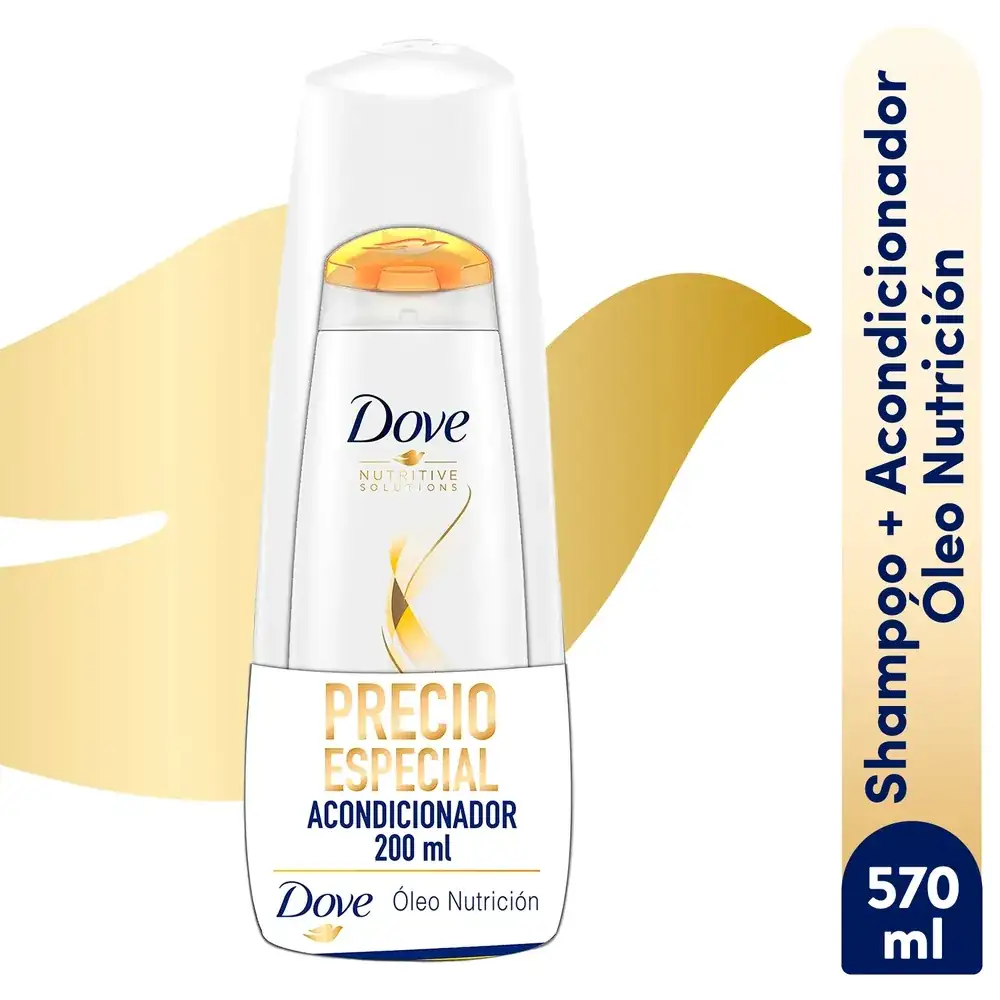 Dove
NUTRITIVE
SOLUTIONS
PRECIO
ESPECIAL
ACONDICIONADOR
200 ml
Dove Óleo Nutrición
Shampoo + Acondicionador
Óleo Nutrición
570
ml